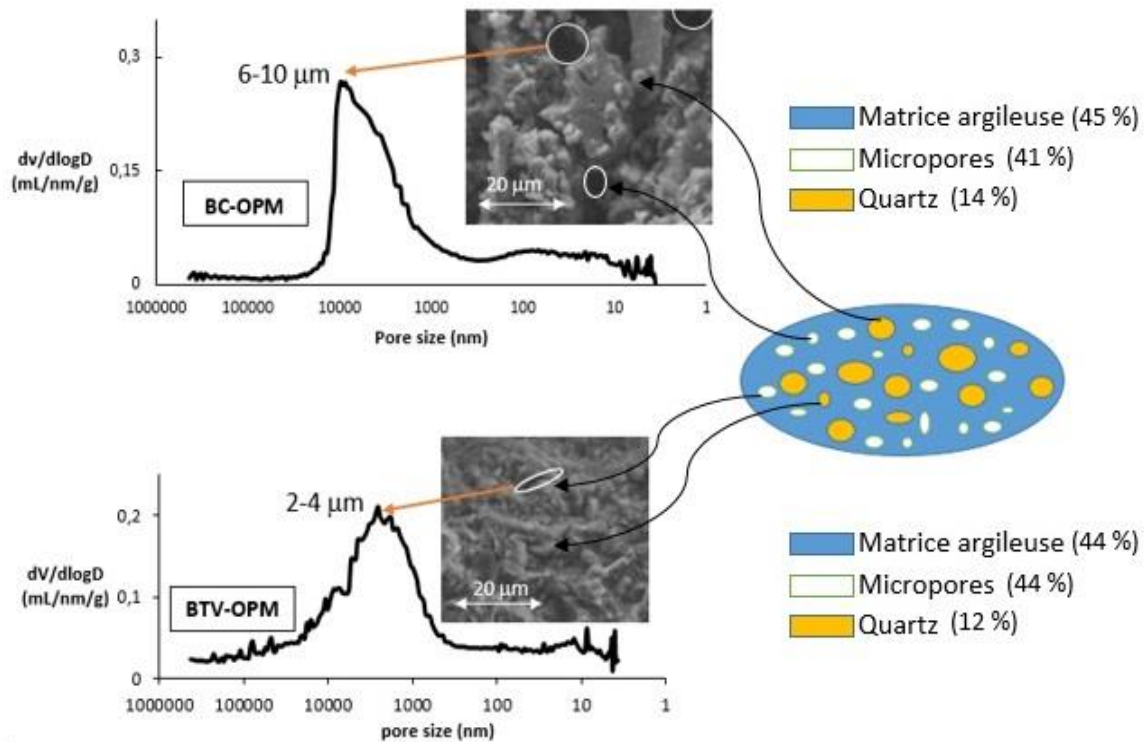 0,3
6-10 µm
dv/dlogD
(mL/nm/g)
0,15
BC-OPM
0
1000000 100000 10000 1000 100 10 1
Pore size (nm)
20 µm
Matrice argileuse (45 %)
Micropores (41 %)
Quartz (14 %)
0,2
2-4 µm
dV/dlogD
(mL/nm/g)
0,1
BTV-OPM
0
1000000 100000 10000 1000 100 10 1
pore size (nm)
20 µm
Matrice argileuse (44 %)
Micropores (44 %)
Quartz (12 %)